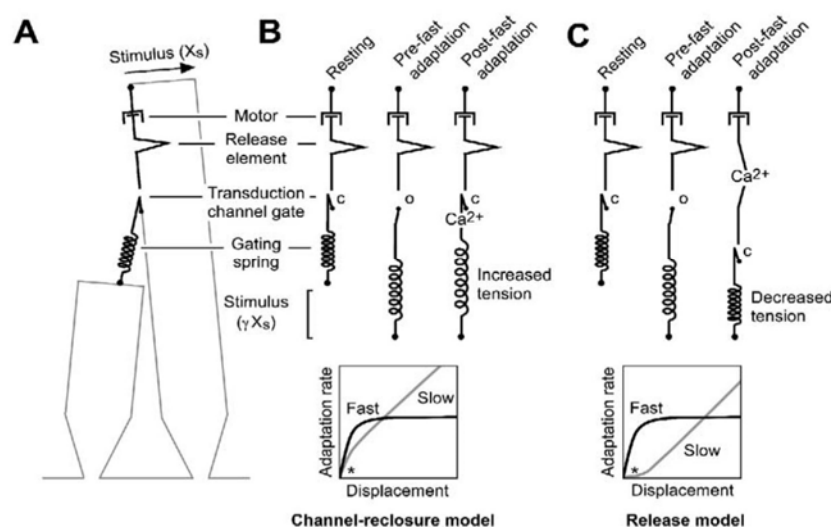 A
Stimulus (Xs)
B
Resting
Pre-fast
adaptation
Post-fast
adaptation
C
Resting
Pre-fast
adaptation
Post-fast
adaptation
Motor
Release
element
Transduction
channel gate
Gating
spring
Stimulus
(γXs)
c
o
c
Ca2+
Increased
tension
c
o
Ca2+
c
Decreased
tension
Adaptation rate
Fast
Slow
*
Displacement
Channel-reclosure model
Adaptation rate
Fast
Slow
*
Displacement
Release model